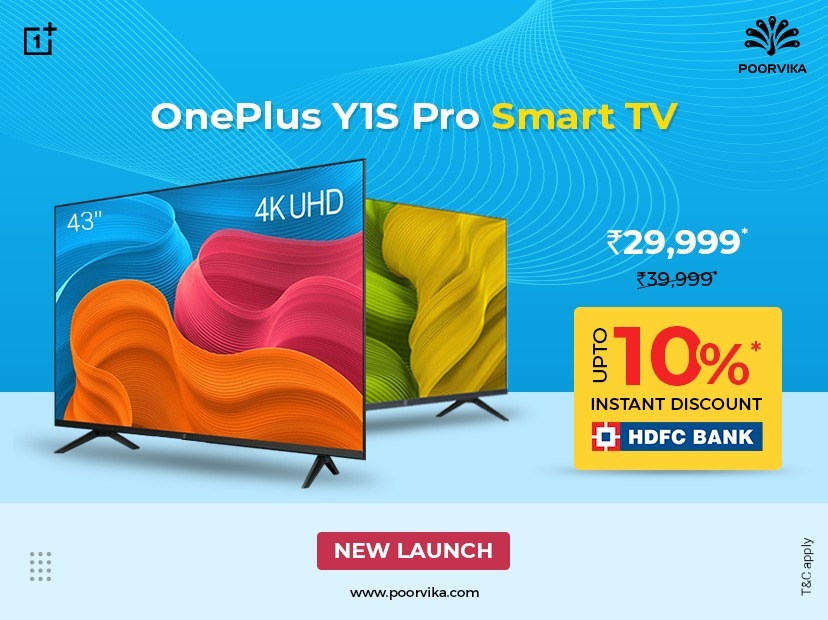 1+
POORVIKA
OnePlus Y1S Pro Smart TV
43"
4K UHD
₹29,999*
₹39,999*
UPTO
10%*
INSTANT DISCOUNT
HDFC BANK
NEW LAUNCH
www.poorvika.com
T&C apply